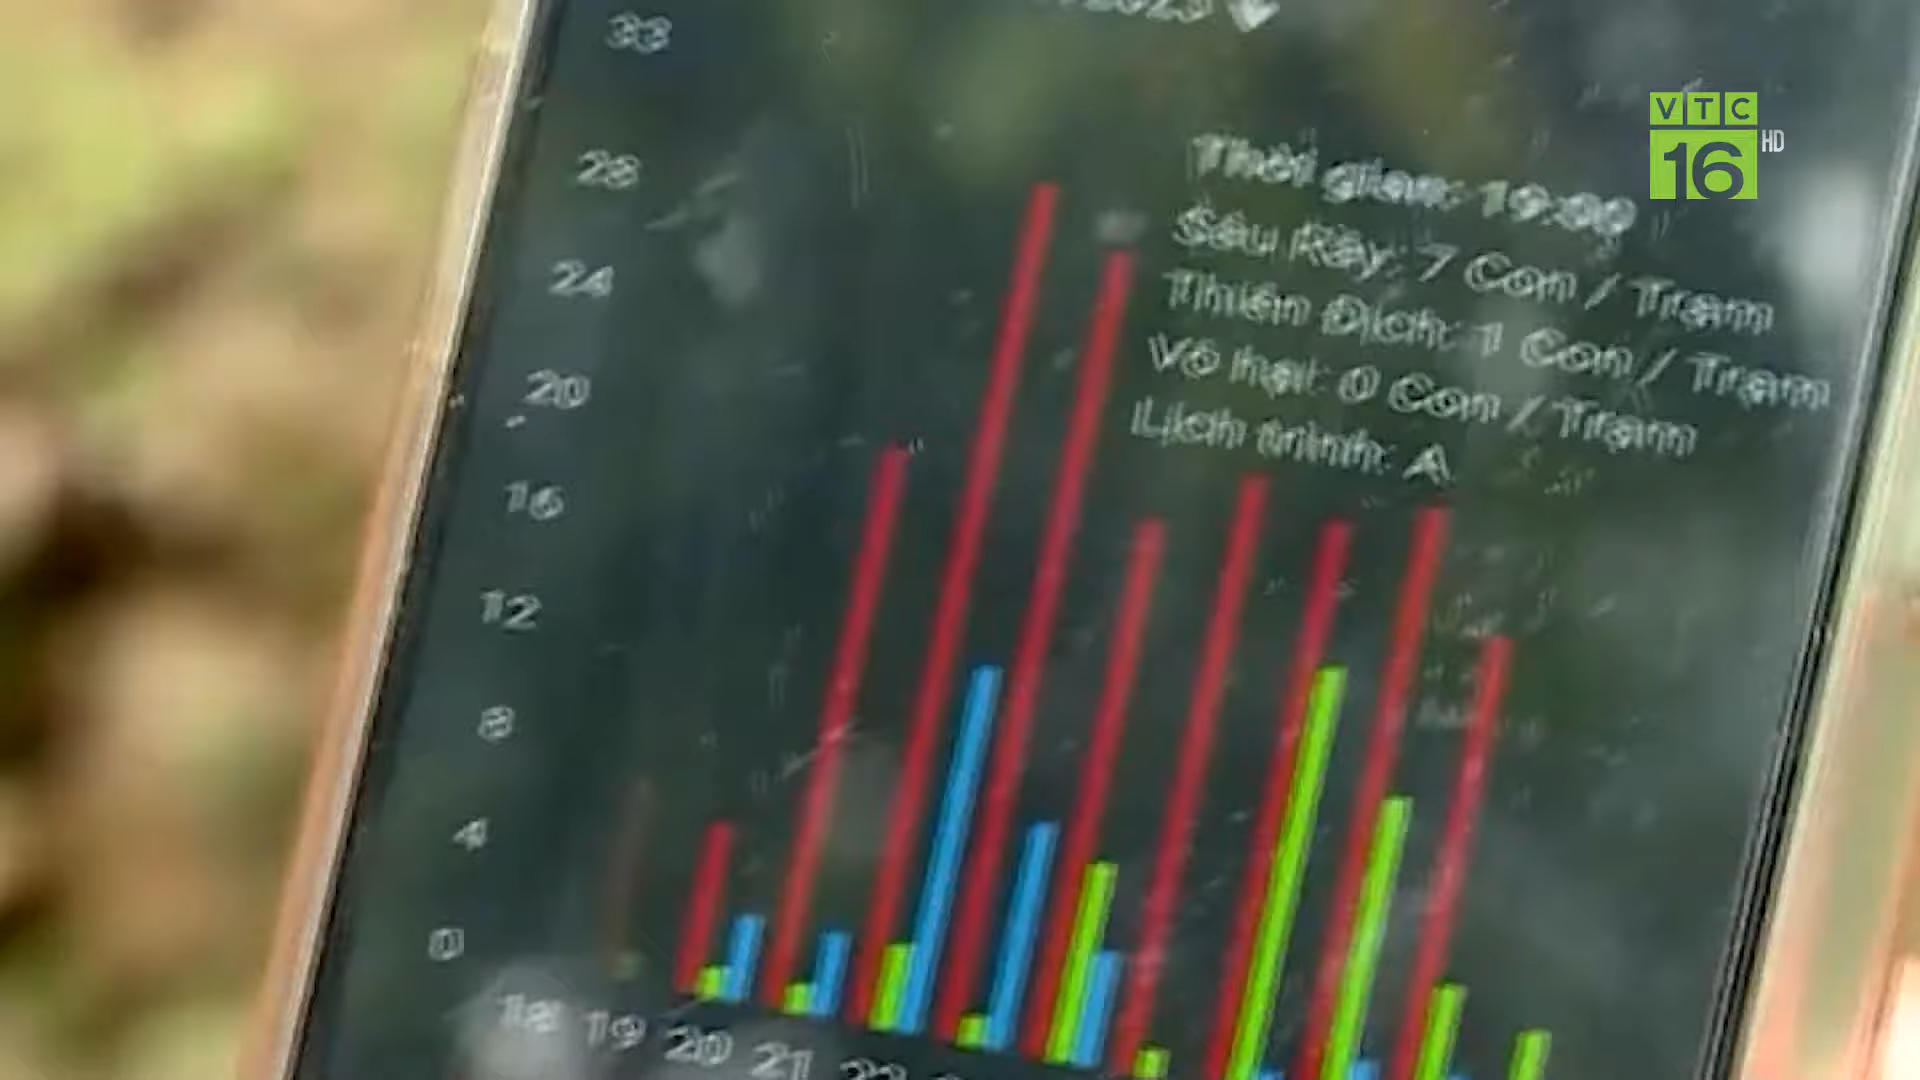 33
VTC
16 HD
28
Thời gian: 19:00
Sâu Rầy: 7 Con / Trạm
24
Thiên Địch: 1 Con / Trạm
Vô hại: 0 Con / Trạm
20
Lịch trình: A
16
12
8
4
0
18 19 20 21